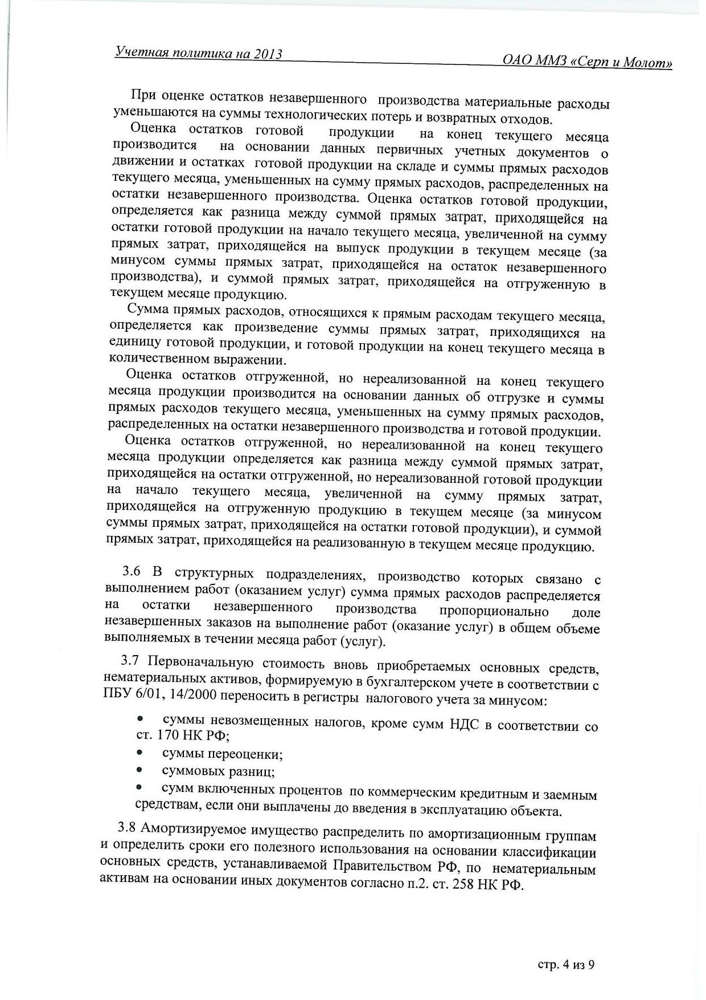 Учетная политика на 2013 ОАО ММЗ «Серп и Молот»
При оценке остатков незавершенного производства материальные расходы
уменьшаются на суммы технологических потерь и возвратных отходов.
Оценка остатков готовой продукции на конец текущего месяца
производится на основании данных первичных учетных документов о
движении и остатках готовой продукции на складе и суммы прямых расходов
текущего месяца, уменьшенных на сумму прямых расходов, распределенных на
остатки незавершенного производства. Оценка остатков готовой продукции,
определяется как разница между суммой прямых затрат, приходящейся на
остатки готовой продукции на начало текущего месяца, увеличенной на сумму
прямых затрат, приходящейся на выпуск продукции в текущем месяце (за
минусом суммы прямых затрат, приходящейся на остаток незавершенного
производства), и суммой прямых затрат, приходящейся на отгруженную в
текущем месяце продукцию.
Сумма прямых расходов, относящихся к прямым расходам текущего месяца,
определяется как произведение суммы прямых затрат, приходящихся на
единицу готовой продукции, и готовой продукции на конец текущего месяца в
количественном выражении.
Оценка остатков отгруженной, но нереализованной на конец текущего
месяца продукции производится на основании данных об отгрузке и суммы
прямых расходов текущего месяца, уменьшенных на сумму прямых расходов,
распределенных на остатки незавершенного производства и готовой продукции.
Оценка остатков отгруженной, но нереализованной на конец текущего
месяца продукции определяется как разница между суммой прямых затрат,
приходящейся на остатки отгруженной, но нереализованной готовой продукции
на начало текущего месяца, увеличенной на сумму прямых затрат,
приходящейся на отгруженную продукцию в текущем месяце (за минусом
суммы прямых затрат, приходящейся на остатки готовой продукции), и суммой
прямых затрат, приходящейся на реализованную в текущем месяце продукцию.
3.6 В структурных подразделениях, производство которых связано с
выполнением работ (оказанием услуг) сумма прямых расходов распределяется
на остатки незавершенного производства пропорционально доле
незавершенных заказов на выполнение работ (оказание услуг) в общем объеме
выполняемых в течении месяца работ (услуг).
3.7 Первоначальную стоимость вновь приобретаемых основных средств,
нематериальных активов, формируемую в бухгалтерском учете в соответствии с
ПБУ 6/01, 14/2000 переносить в регистры налогового учета за минусом:
• суммы невозмещенных налогов, кроме сумм НДС в соответствии со
ст. 170 НК РФ;
• суммы переоценки;
• суммовых разниц;
• сумм включенных процентов по коммерческим кредитным и заемным
средствам, если они выплачены до введения в эксплуатацию объекта.
3.8 Амортизируемое имущество распределить по амортизационным группам
и определить сроки его полезного использования на основании классификации
основных средств, устанавливаемой Правительством РФ, по нематериальным
активам на основании иных документов согласно п.2. ст. 258 НК РФ.
стр. 4 из 9